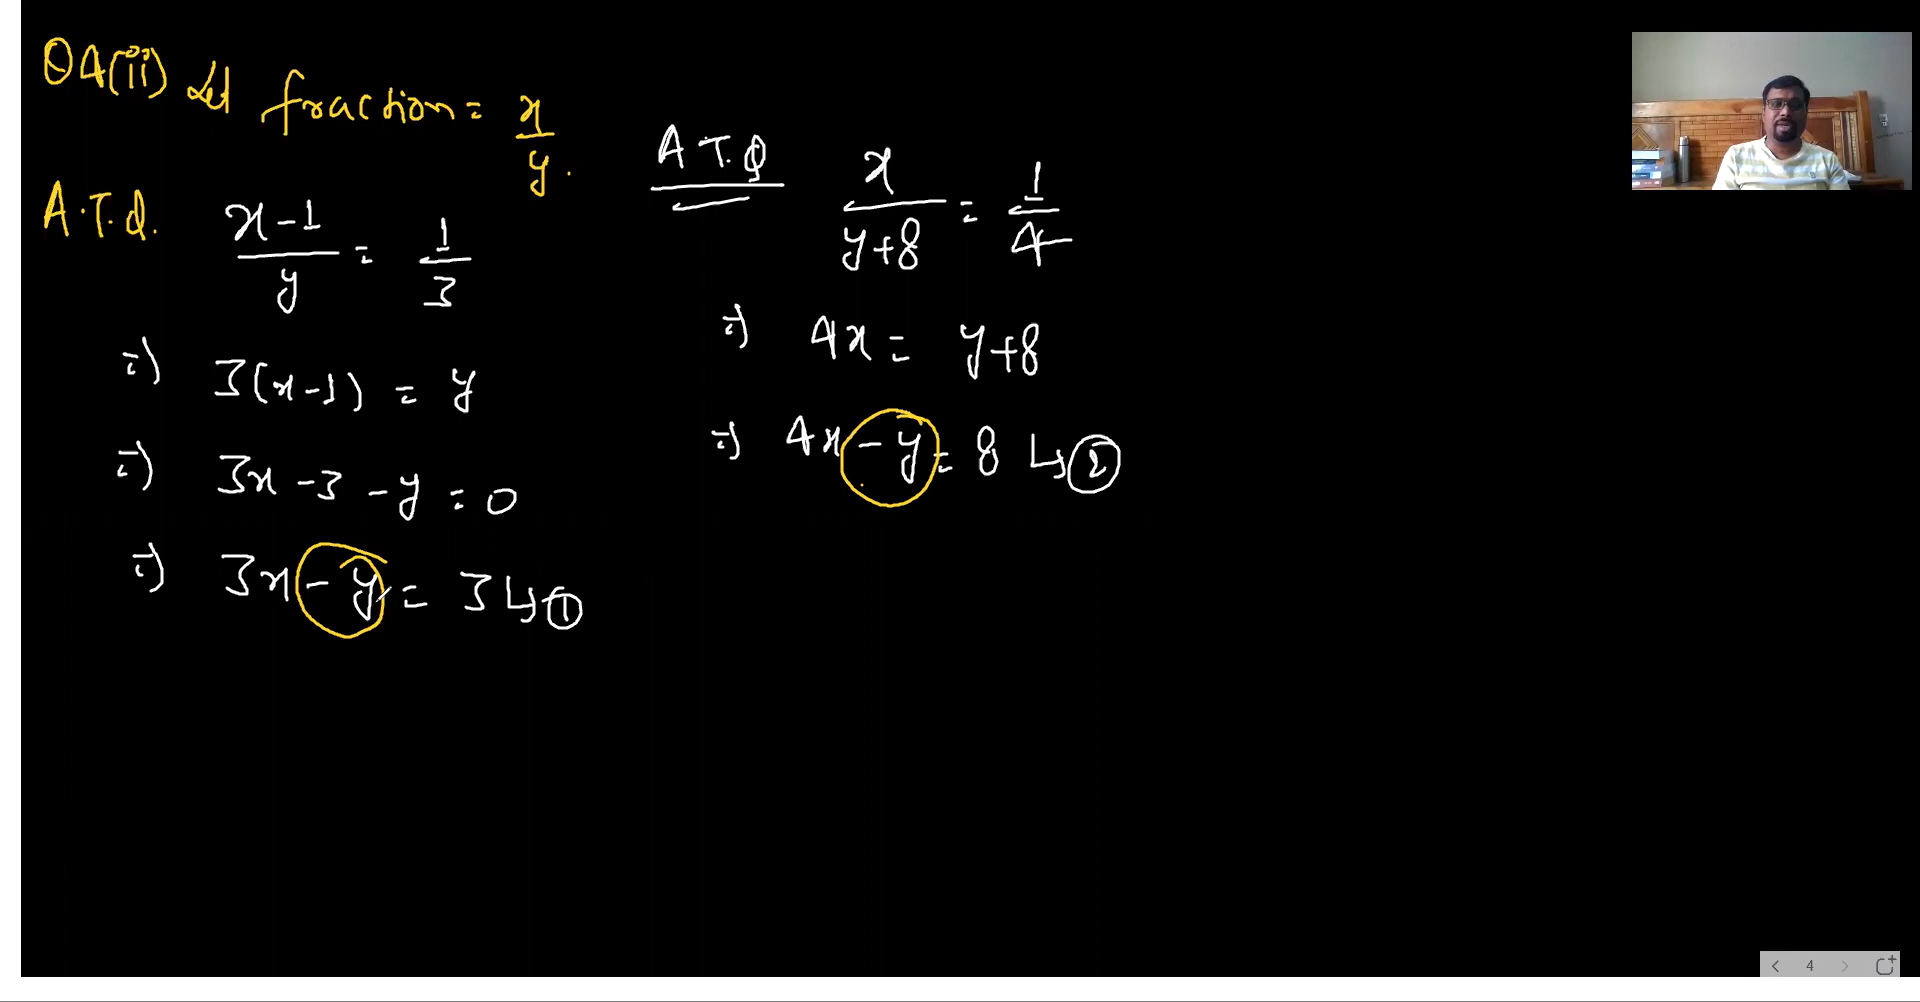 Q4(ii) Let fraction = x/y.
A.T.Q. (x-1)/y = 1/3
=) 3(x-1) = y
=) 3x - 3 - y = 0
=) 3x - y = 3 ↳ ①
A.T.Q x/(y+8) = 1/4
=) 4x = y+8
=) 4x - y = 8 ↳ ②
4